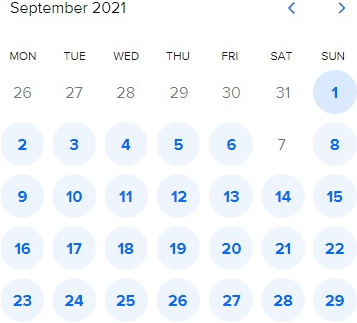 September 2021
MON TUE WED THU FRI SAT SUN
26 27 28 29 30 31 1
2 3 4 5 6 7 8
9 10 11 12 13 14 15
16 17 18 19 20 21 22
23 24 25 26 27 28 29